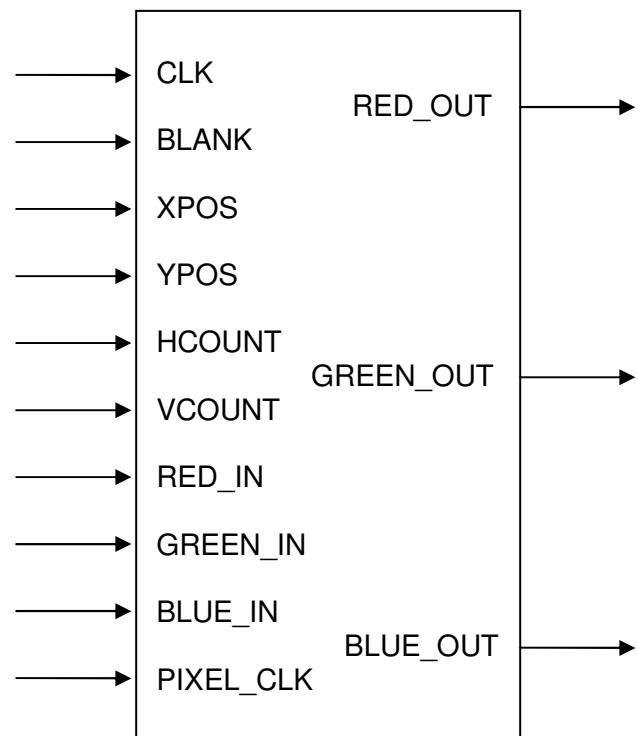 CLK
RED_OUT
BLANK
XPOS
YPOS
HCOUNT
GREEN_OUT
VCOUNT
RED_IN
GREEN_IN
BLUE_IN
BLUE_OUT
PIXEL_CLK